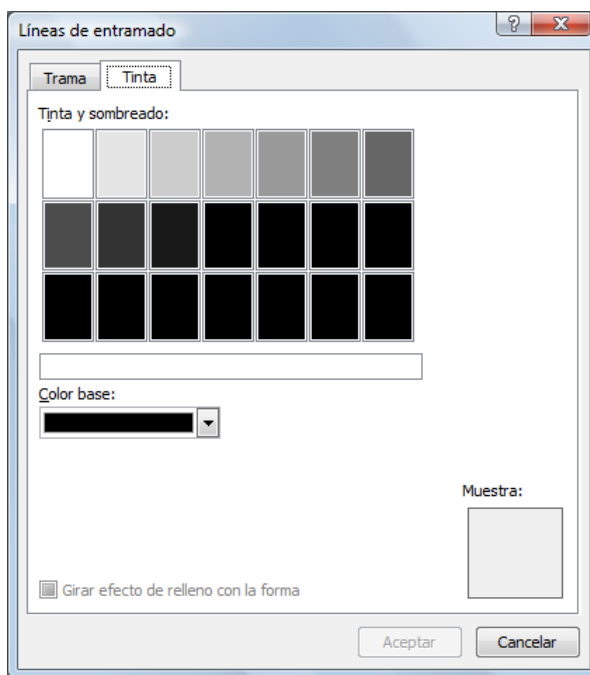 Líneas de entramado
Trama Tinta
Tinta y sombreado:
Color base:
Muestra:
Girar efecto de relleno con la forma
Aceptar Cancelar